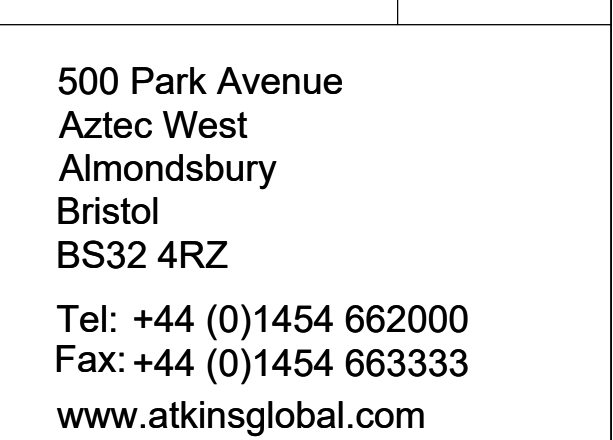 500 Park Avenue
Aztec West
Almondsbury
Bristol
BS32 4RZ
Tel: +44 (0)1454 662000
Fax: +44 (0)1454 663333
www.atkinsglobal.com